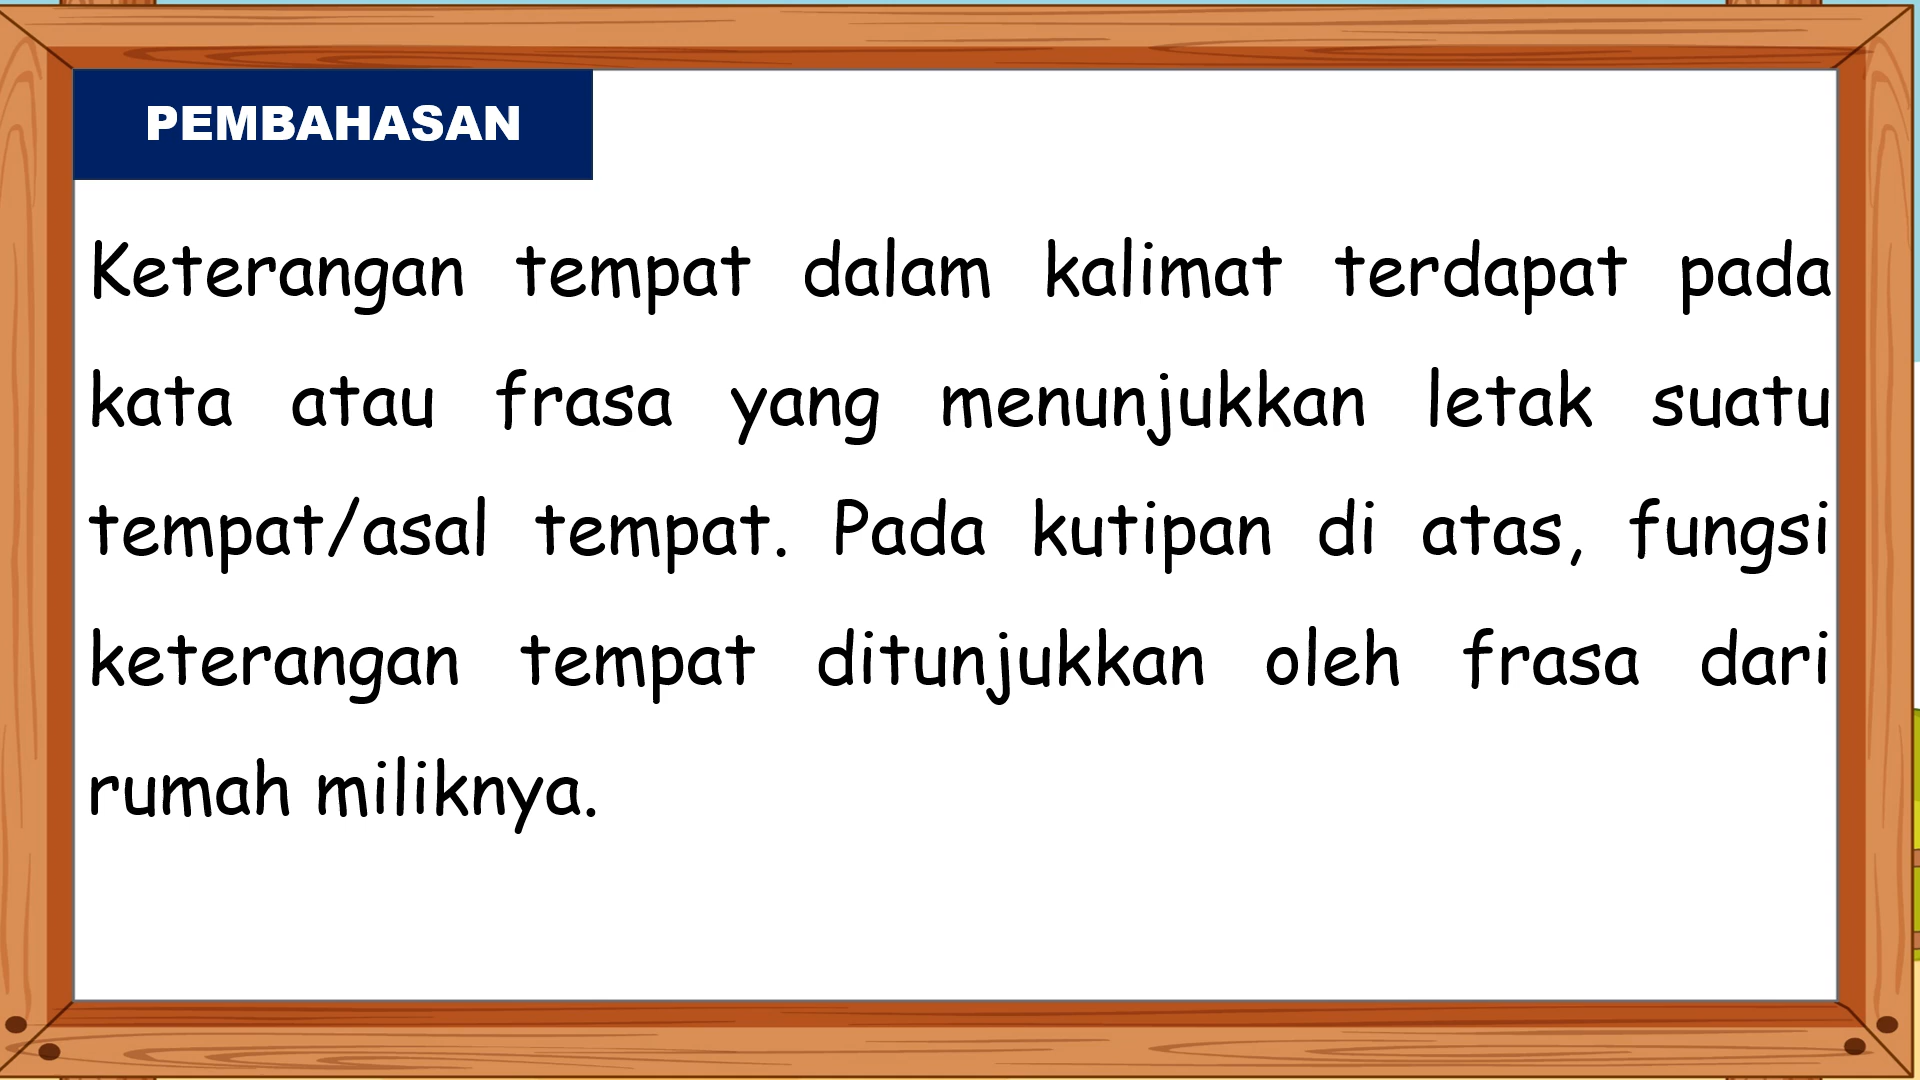 PEMBAHASAN
Keterangan tempat dalam kalimat terdapat pada
kata atau frasa yang menunjukkan letak suatu
tempat/asal tempat. Pada kutipan di atas, fungsi
keterangan tempat ditunjukkan oleh frasa dari
rumah miliknya.